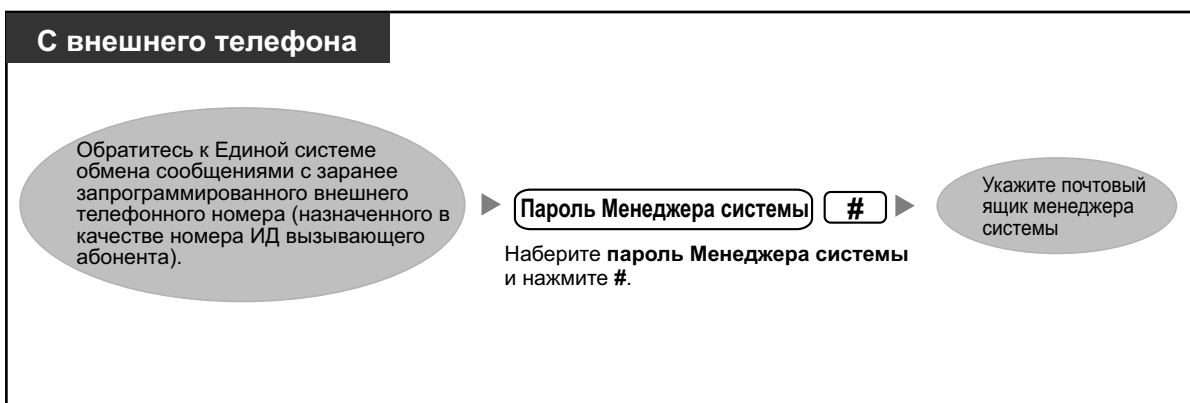 С внешнего телефона
Обратитесь к Единой системе
обмена сообщениями с заранее
запрограммированного внешнего
телефонного номера (назначенного в
качестве номера ИД вызывающего
абонента).
Пароль Менеджера системы #
Наберите пароль Менеджера системы
и нажмите #.
Укажите почтовый
ящик менеджера
системы